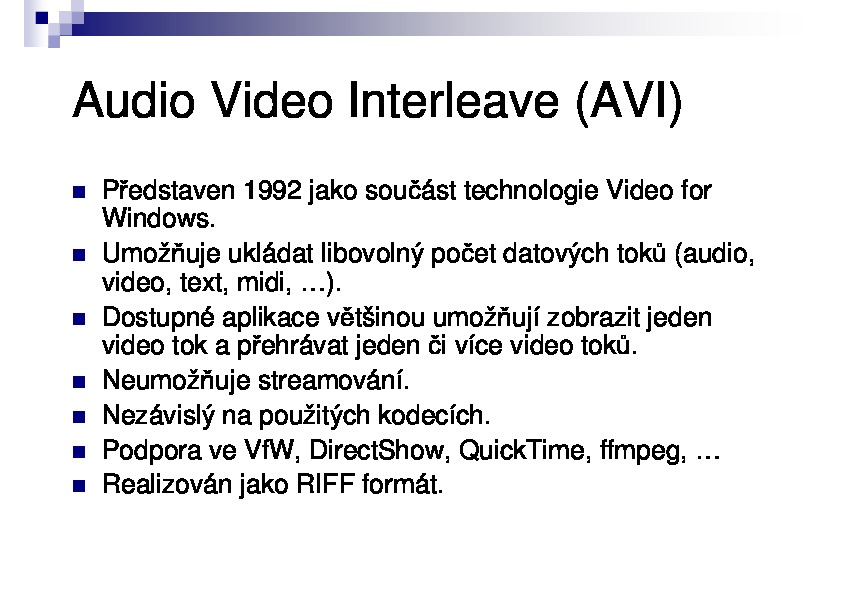 Audio Video Interleave (AVI)
Představen 1992 jako součást technologie Video for
Windows.
Umožňuje ukládat libovolný počet datových toků (audio,
video, text, midi, …).
Dostupné aplikace většinou umožňují zobrazit jeden
video tok a přehrávat jeden či více video toků.
Neumožňuje streamování.
Nezávislý na použitých kodecích.
Podpora ve VfW, DirectShow, QuickTime, ffmpeg, …
Realizován jako RIFF formát.